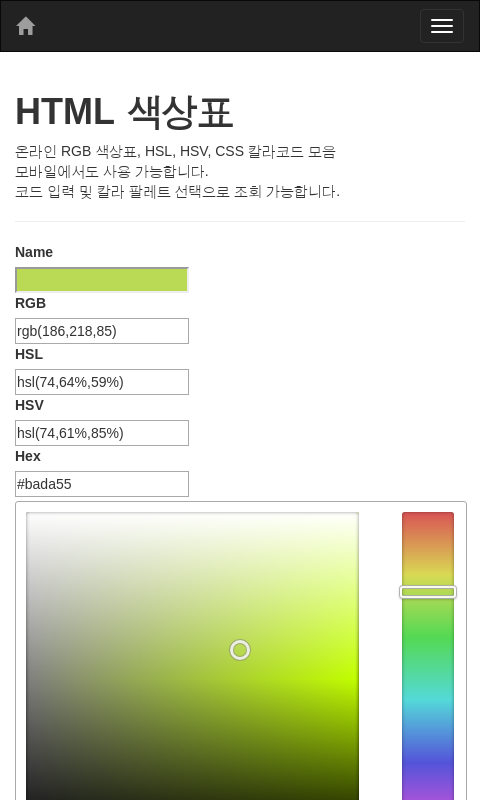 HTML 색상표
온라인 RGB 색상표, HSL, HSV, CSS 칼라코드 모음
모바일에서도 사용 가능합니다.
코드 입력 및 칼라 팔레트 선택으로 조회 가능합니다.
Name
RGB
rgb(186,218,85)
HSL
hsl(74,64%,59%)
HSV
hsl(74,61%,85%)
Hex
#bada55